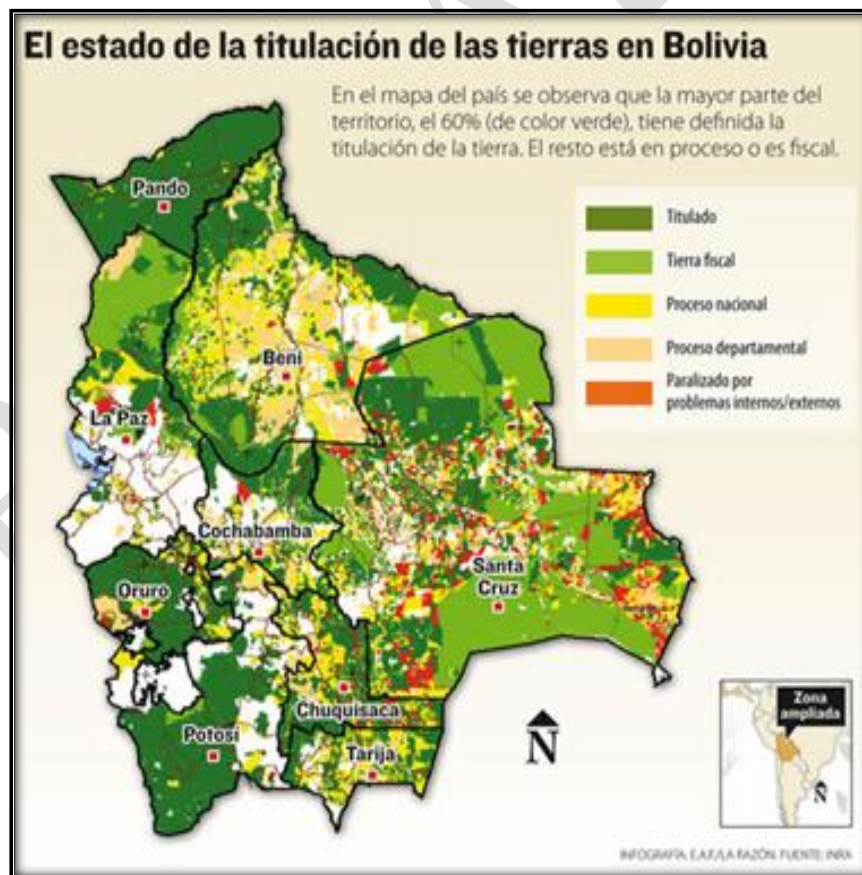 El estado de la titulación de las tierras en Bolivia
En el mapa del país se observa que la mayor parte del
territorio, el 60% (de color verde), tiene definida la
titulación de la tierra. El resto está en proceso o es fiscal.
Titulado
Tierra fiscal
Proceso nacional
Proceso departamental
Paralizado por
problemas internos/externos
Pando
Beni
La Paz
Cochabamba
Santa
Cruz
Oruro
Chuquisaca
Potosí
Tarija
N
Zona
ampliada
N
INFOGRAFÍA: E.A.F./LA RAZÓN. FUENTE: INRA